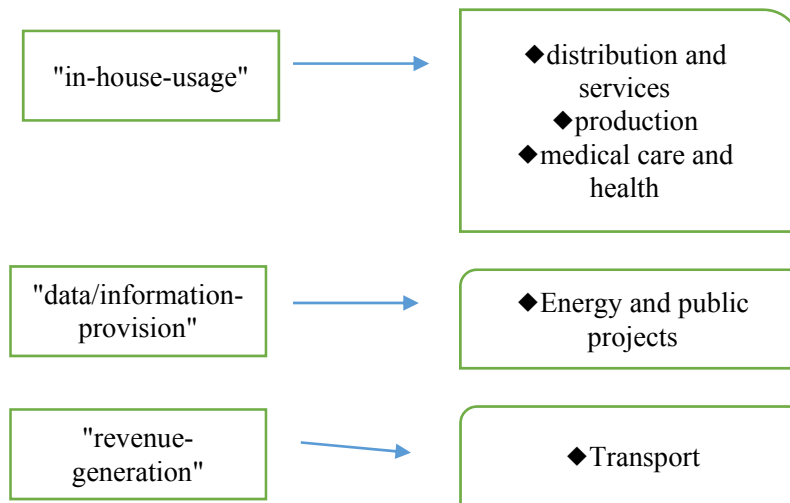 "in-house-usage"
◆distribution and
services
◆production
◆medical care and
health
"data/information-
provision"
◆Energy and public
projects
"revenue-
generation"
◆Transport